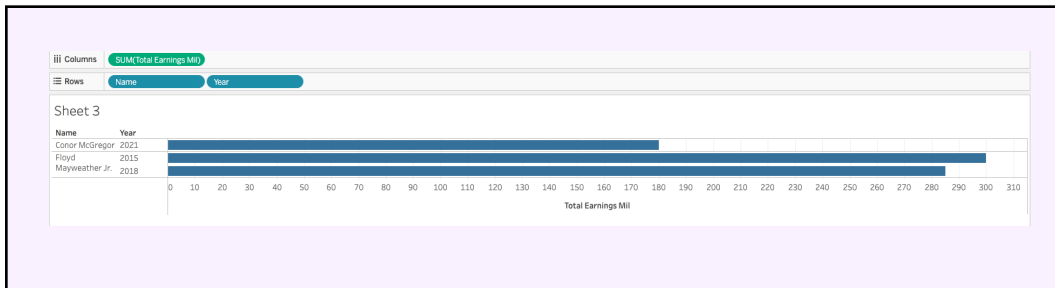 Columns SUM(Total Earnings Mil)
Rows Name Year
Sheet 3
Name Year
Conor McGregor 2021
Floyd 2015
Mayweather Jr. 2018
0 10 20 30 40 50 60 70 80 90 100 110 120 130 140 150 160 170 180 190 200 210 220 230 240 250 260 270 280 290 300 310
Total Earnings Mil